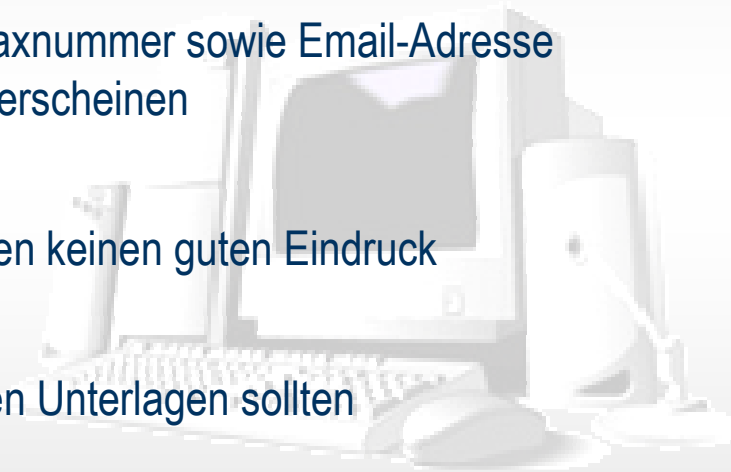 axnummer sowie Email-Adresse
erscheinen
en keinen guten Eindruck
en Unterlagen sollten